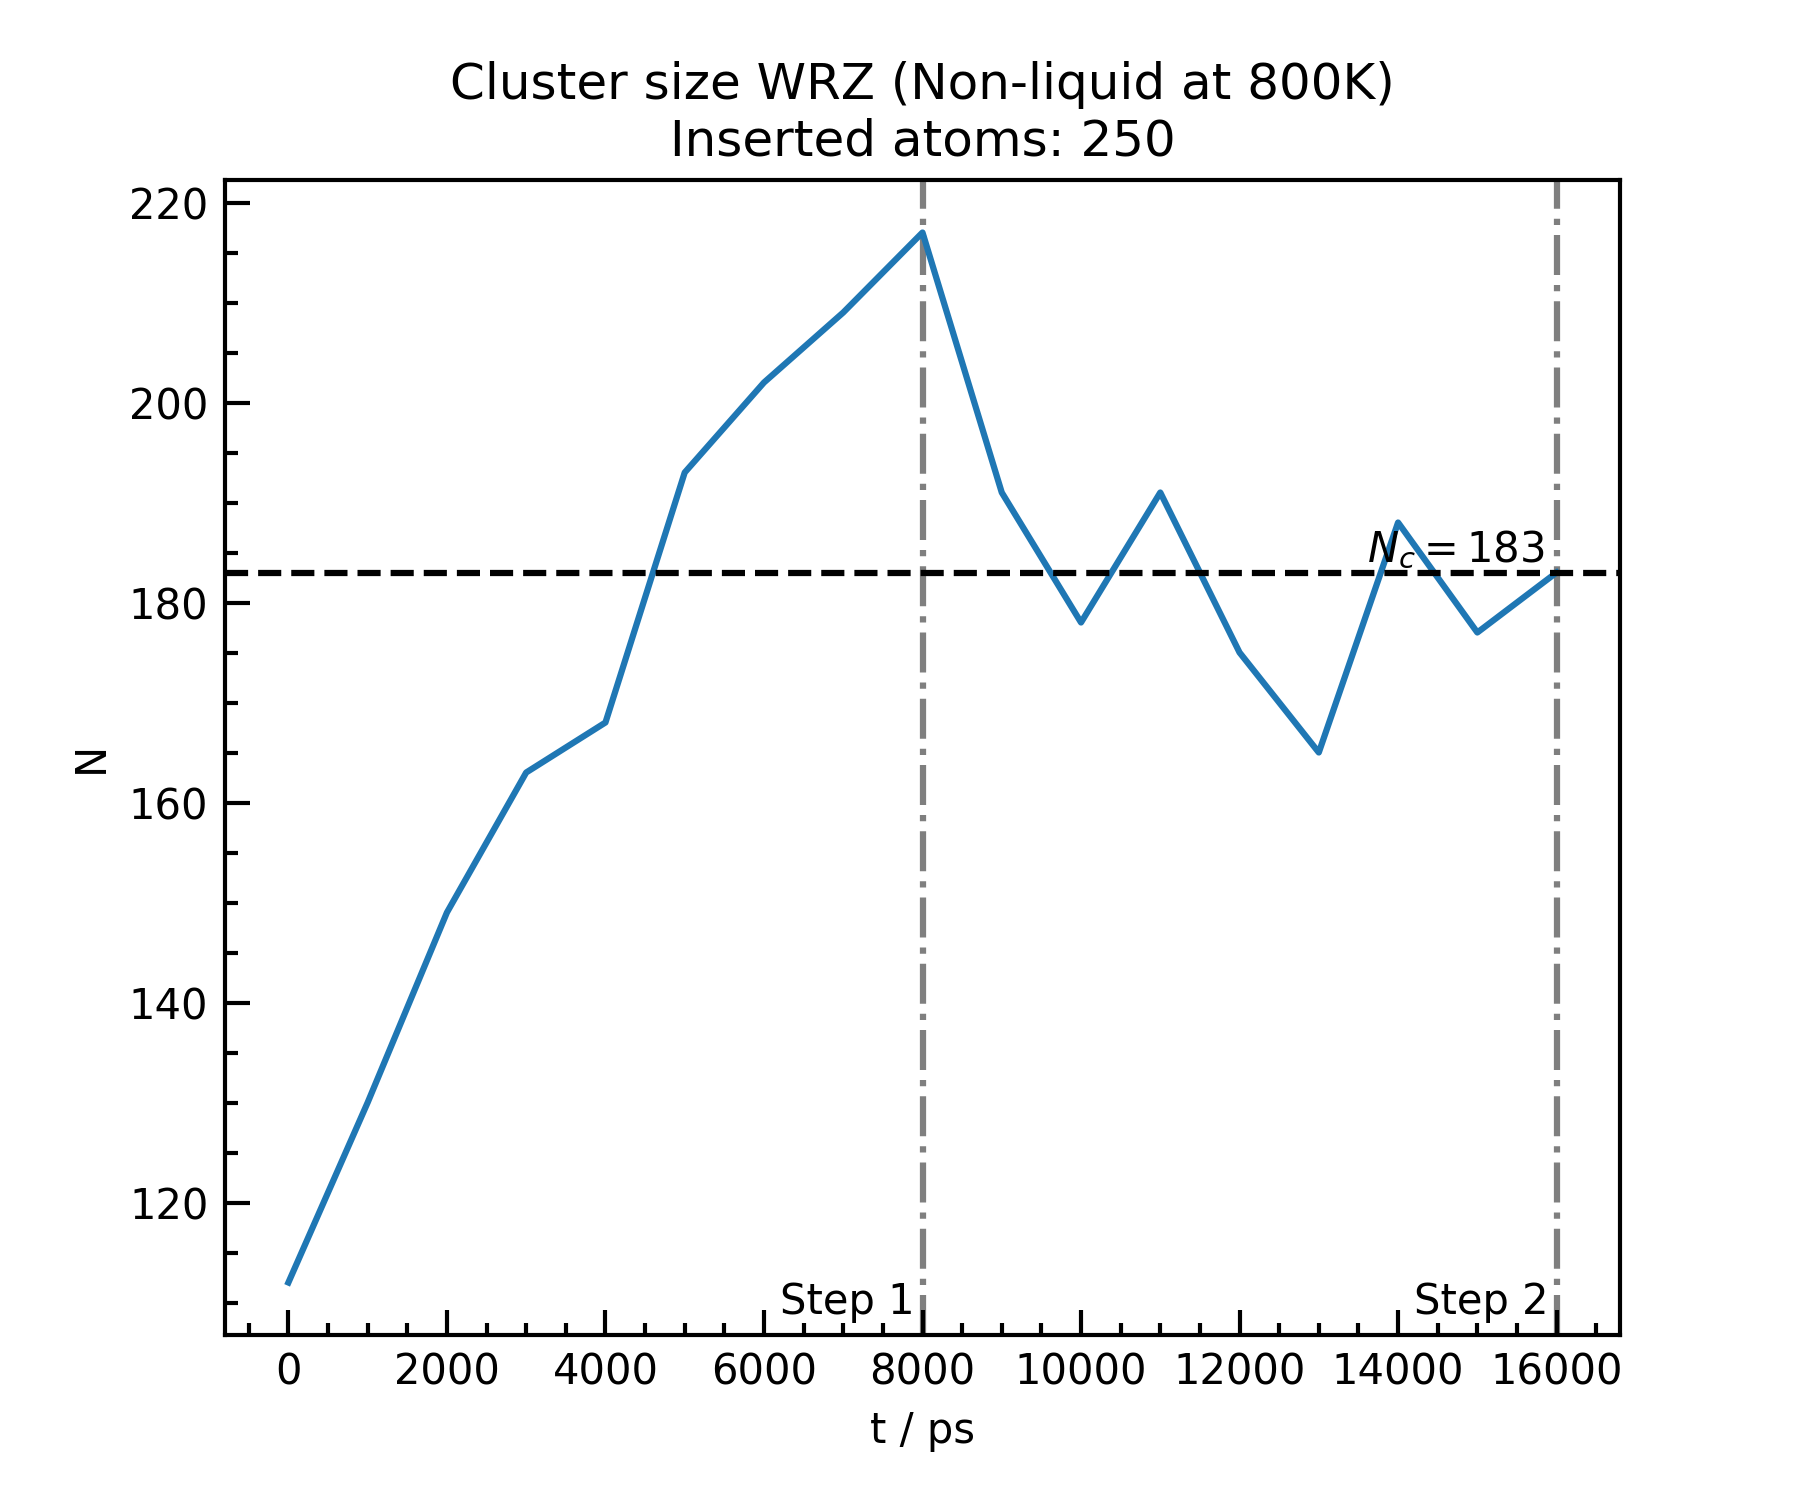 Cluster size WRZ (Non-liquid at 800K)
Inserted atoms: 250
220
200
180
160
140
120
N
N_c = 183
Step 1
Step 2
0 2000 4000 6000 8000 10000 12000 14000 16000
t / ps